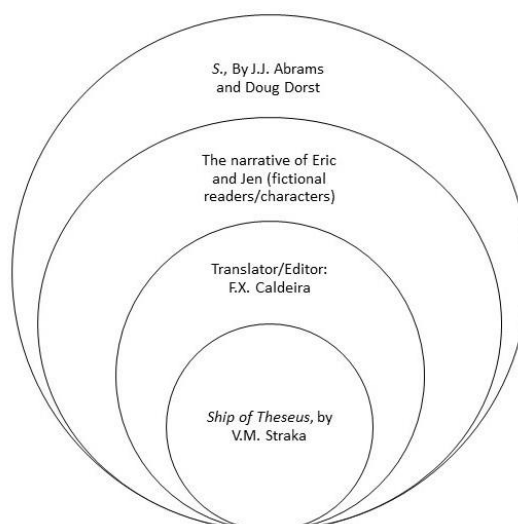 S., By J.J. Abrams
and Doug Dorst
The narrative of Eric
and Jen (fictional
readers/characters)
Translator/Editor:
F.X. Caldeira
Ship of Theseus, by
V.M. Straka